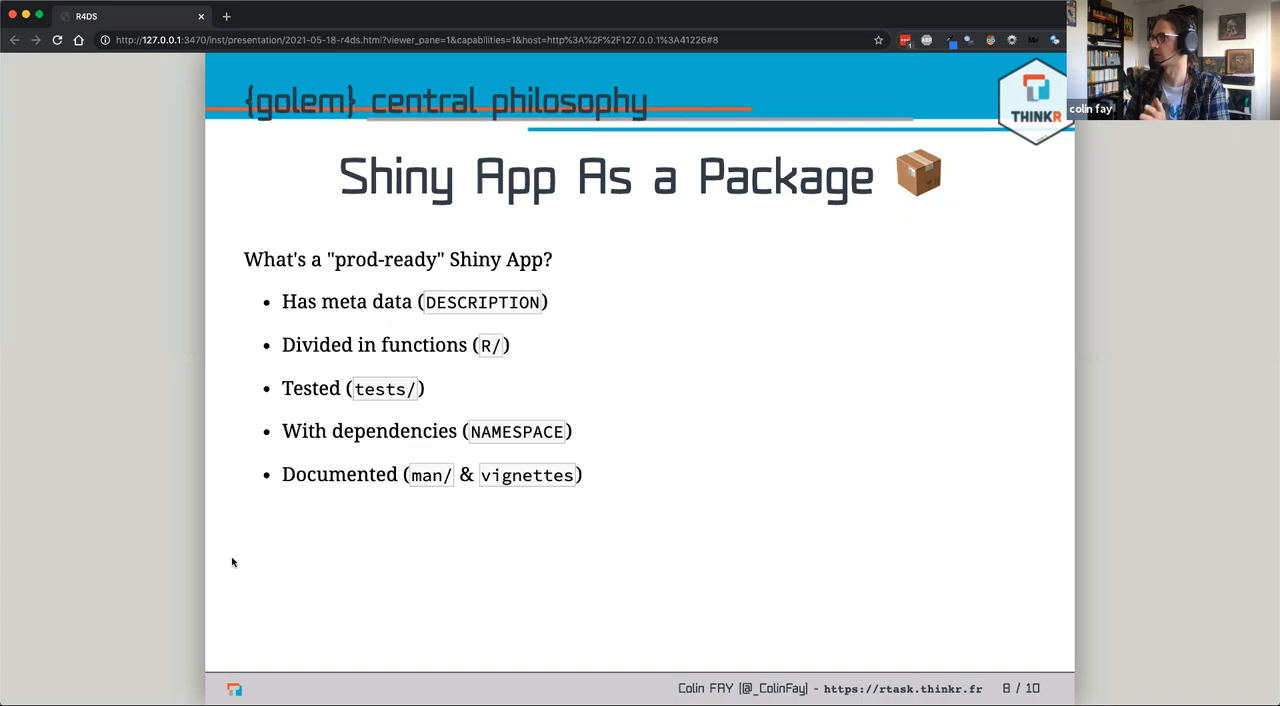 R4DS
http://127.0.0.1:3470/inst/presentation/2021-05-18-r4ds.html?viewer_pane=1&capabilities=1&host=http%3A%2F%2F127.0.0.1%3A41226#8
colin fay
{golem} central philosophy
THINKR
Shiny App As a Package
What's a "prod-ready" Shiny App?
• Has meta data (DESCRIPTION)
• Divided in functions (R/)
• Tested (tests/)
• With dependencies (NAMESPACE)
• Documented (man/ & vignettes)
Colin FAY (@_ColinFay) - https://rtask.thinkr.fr 8 / 10